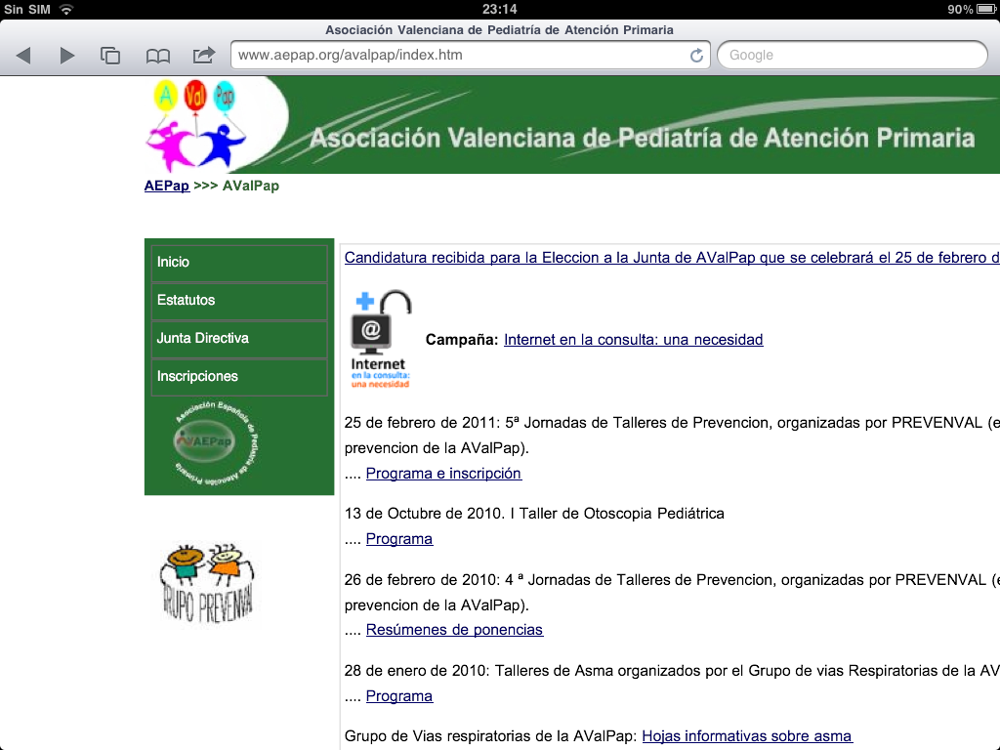 Sin SIM
23:14
90%
Asociación Valenciana de Pediatría de Atención Primaria
www.aepap.org/avalpap/index.htm
Google
A Val Pap
Asociación Valenciana de Pediatría de Atención Primaria
AEPap >>> AValPap
Inicio
Estatutos
Junta Directiva
Inscripciones
Asociación Española de Pediatría de Atención Primaria
AEPap
GRUPO PREVENVAL
Candidatura recibida para la Eleccion a la Junta de AValPap que se celebrará el 25 de febrero d
@
Internet
en la consulta:
una necesidad
Campaña: Internet en la consulta: una necesidad
25 de febrero de 2011: 5ª Jornadas de Talleres de Prevencion, organizadas por PREVENVAL (e
prevencion de la AValPap).
.... Programa e inscripción
13 de Octubre de 2010. I Taller de Otoscopia Pediátrica
.... Programa
26 de febrero de 2010: 4 ª Jornadas de Talleres de Prevencion, organizadas por PREVENVAL (e
prevencion de la AValPap).
.... Resúmenes de ponencias
28 de enero de 2010: Talleres de Asma organizados por el Grupo de vias Respiratorias de la AV
.... Programa
Grupo de Vias respiratorias de la AValPap: Hojas informativas sobre asma